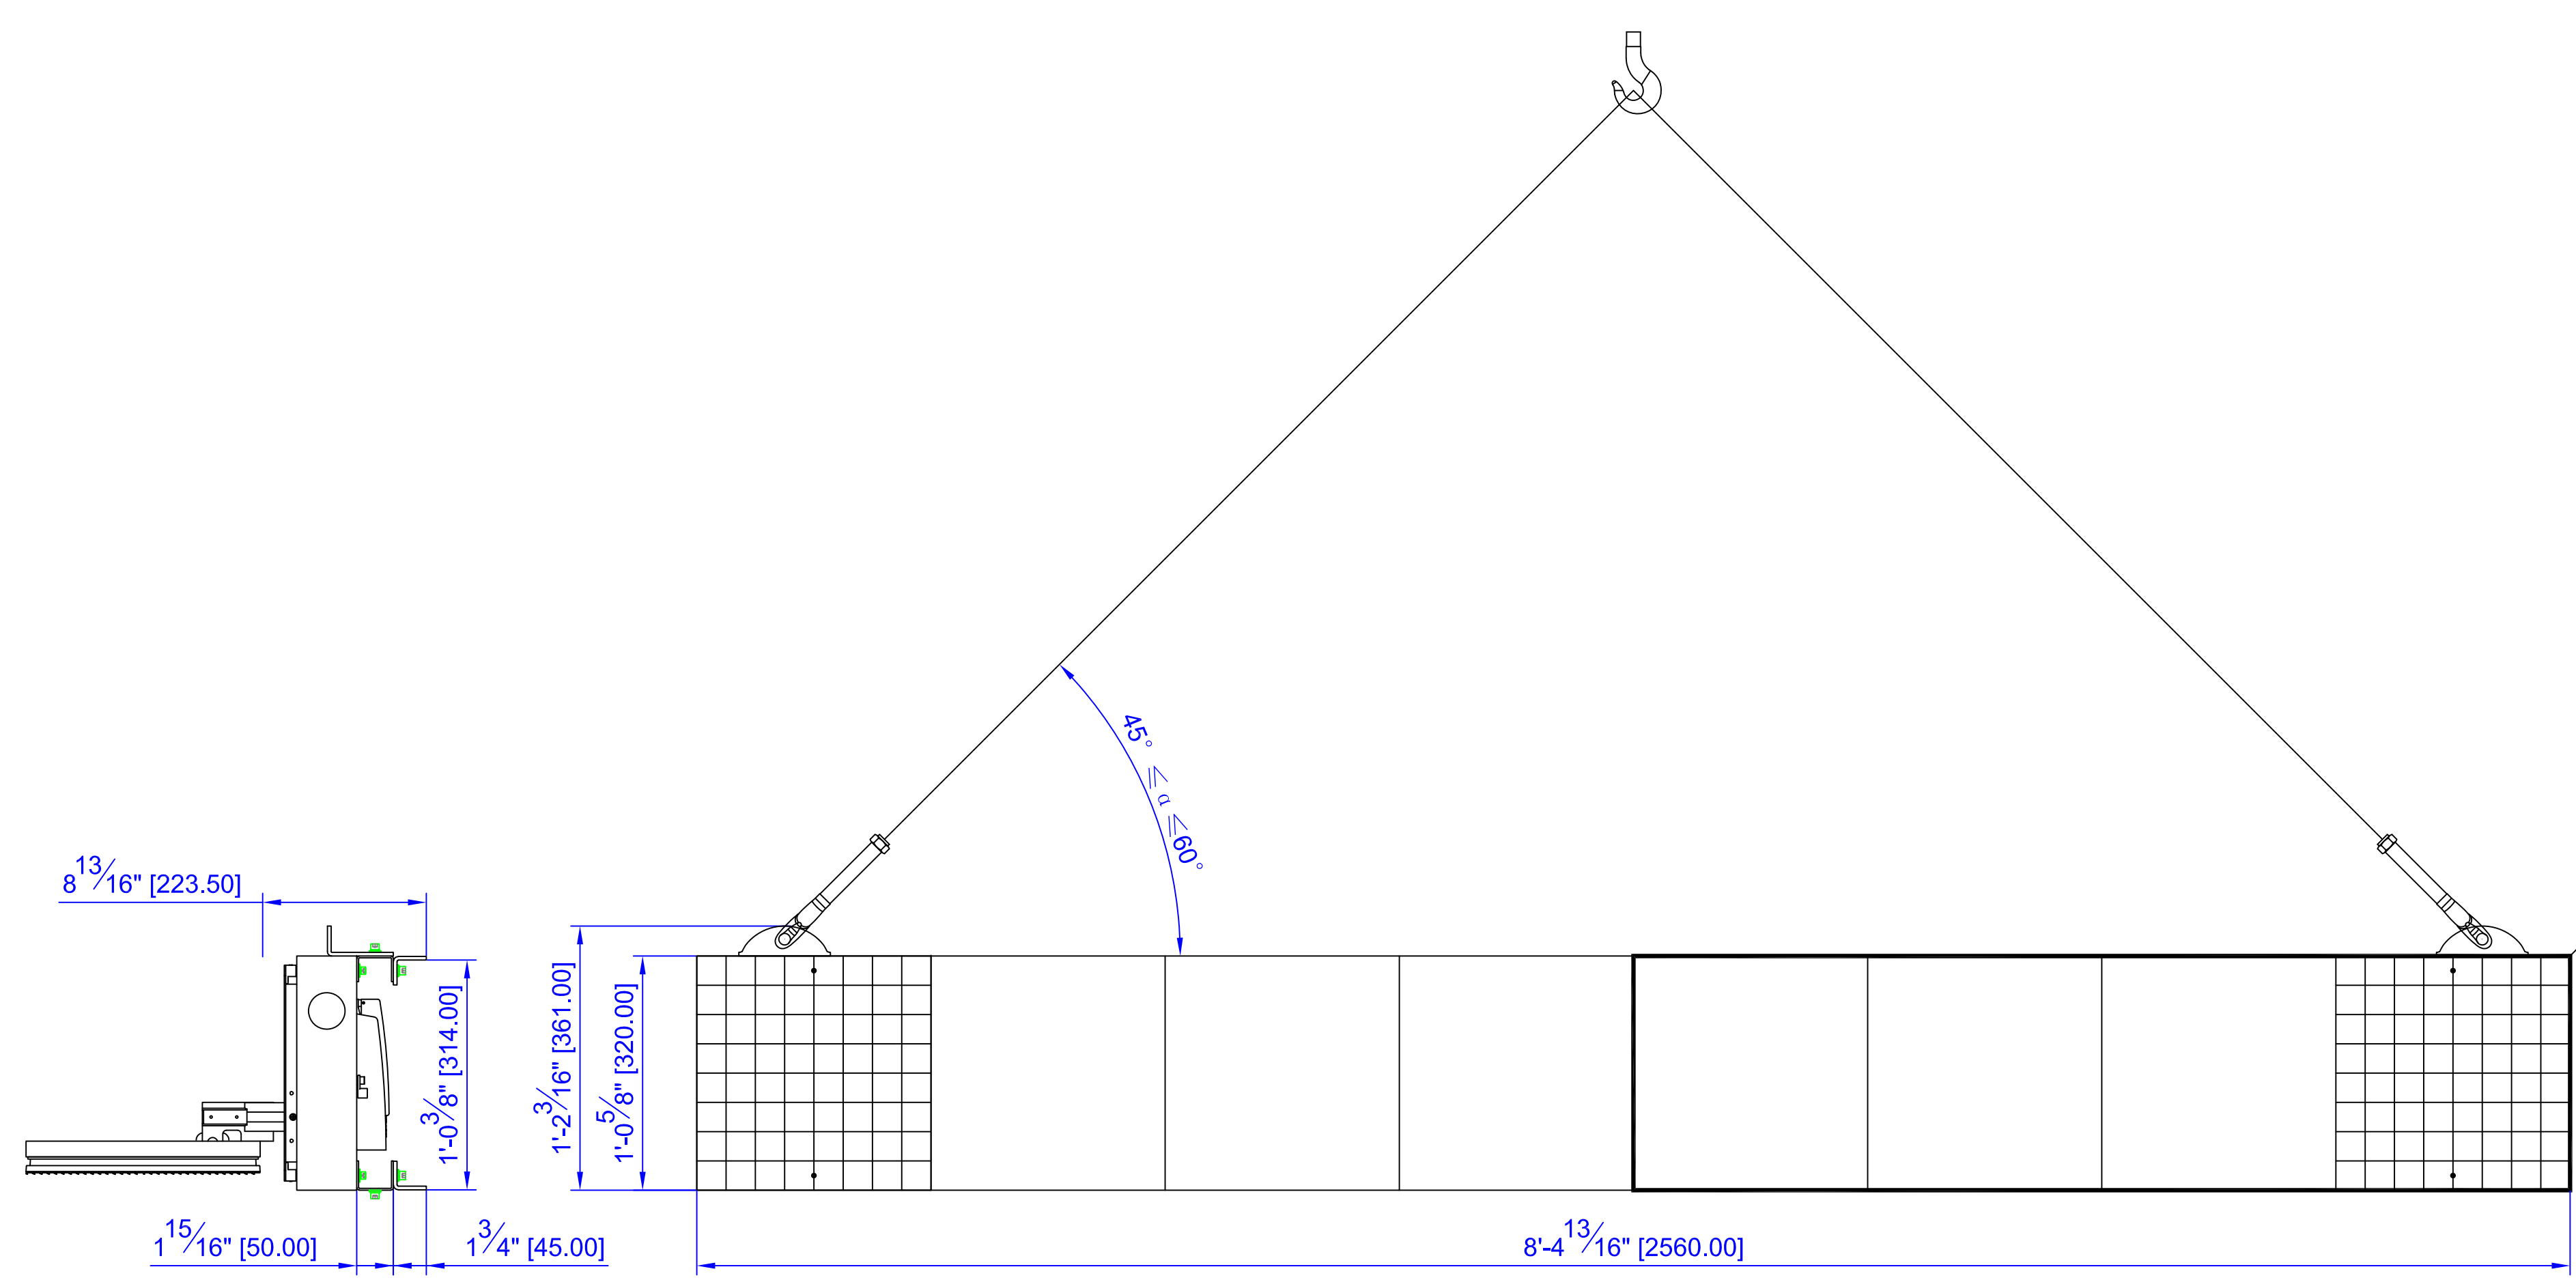 45° ≤ α ≤60°
8 13/16" [223.50]
1'-0 3/8" [314.00]
1'-2 3/16" [361.00]
1'-0 5/8" [320.00]
1 15/16" [50.00]
1 3/4" [45.00]
8'-4 13/16" [2560.00]